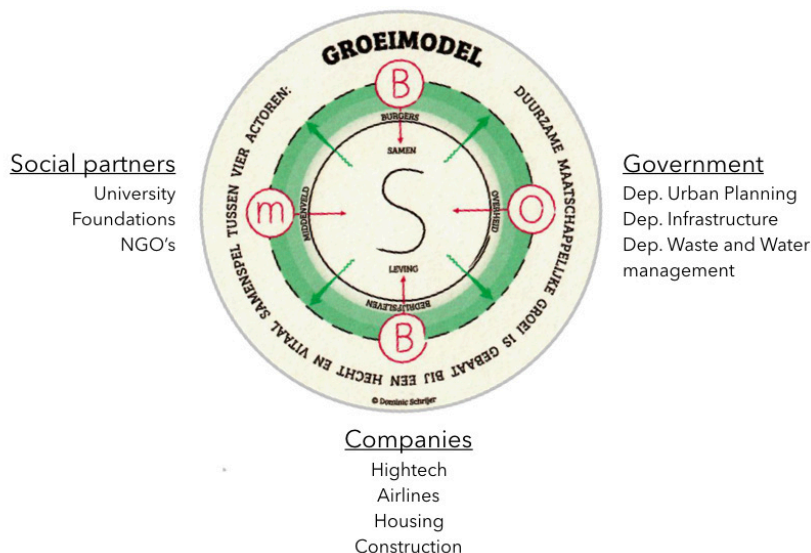 GROEIMODEL
DUURZAME MAATSCHAPPELIJKE GROEI IS GEBAAT BIJ EEN HECHT EN VITAAL SAMENSPEL TUSSEN VIER ACTOREN:
B
BURGERS
SAMEN
Social partners
University
Foundations
NGO's
m
MIDDENVELD
S
OVERHEID
O
Government
Dep. Urban Planning
Dep. Infrastructure
Dep. Waste and Water
management
LEVING
BEDRIJFSLEVEN
B
© Dominic Schrijer
Companies
Hightech
Airlines
Housing
Construction